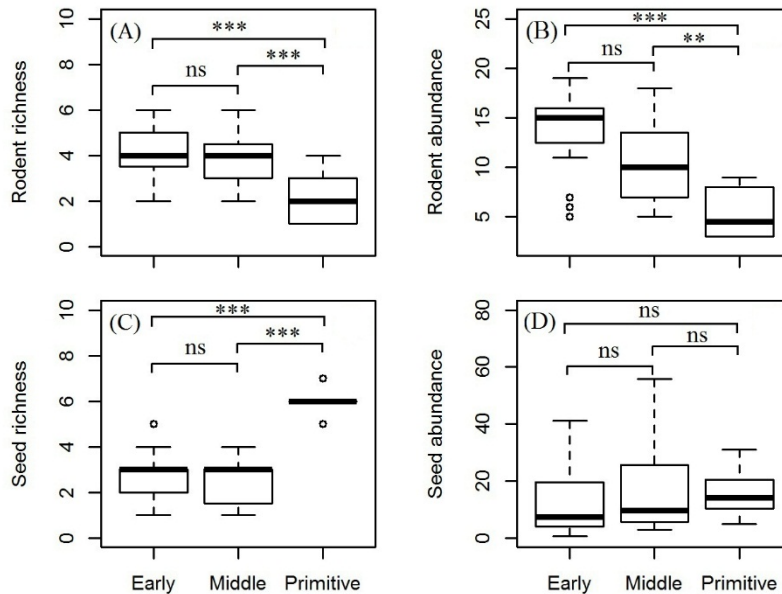 (A)
Rodent richness
10
8
6
4
2
0
***
ns
***
(B)
Rodent abundance
25
20
15
10
5
***
ns
**
(C)
Seed richness
10
8
6
4
2
0
***
ns
***
Early Middle Primitive
(D)
Seed abundance
80
60
40
20
0
ns
ns
ns
Early Middle Primitive